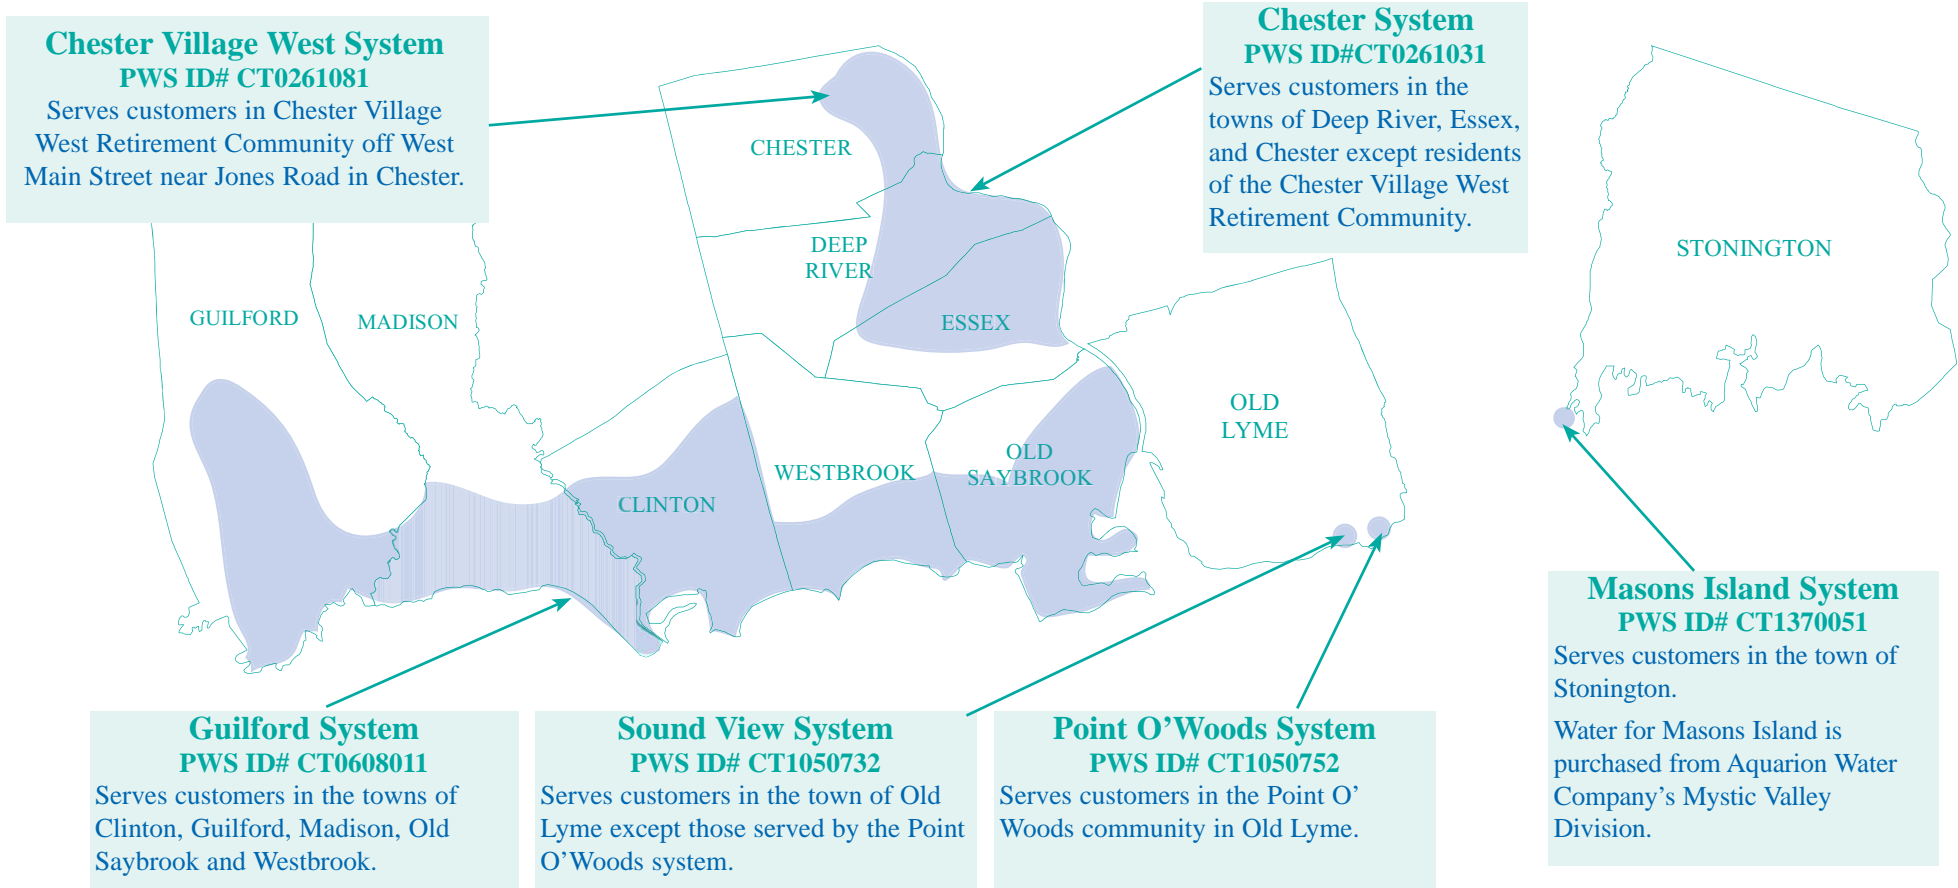 Chester Village West System
PWS ID# CT0261081
Serves customers in Chester Village
West Retirement Community off West
Main Street near Jones Road in Chester.
Chester System
PWS ID#CT0261031
Serves customers in the
towns of Deep River, Essex,
and Chester except residents
of the Chester Village West
Retirement Community.
CHESTER
DEEP
RIVER
ESSEX
STONINGTON
GUILFORD
MADISON
CLINTON
WESTBROOK
OLD
SAYBROOK
OLD
LYME
Guilford System
PWS ID# CT0608011
Serves customers in the towns of
Clinton, Guilford, Madison, Old
Saybrook and Westbrook.
Sound View System
PWS ID# CT1050732
Serves customers in the town of Old
Lyme except those served by the Point
O’Woods system.
Point O’Woods System
PWS ID# CT1050752
Serves customers in the Point O’
Woods community in Old Lyme.
Masons Island System
PWS ID# CT1370051
Serves customers in the town of
Stonington.
Water for Masons Island is
purchased from Aquarion Water
Company’s Mystic Valley
Division.